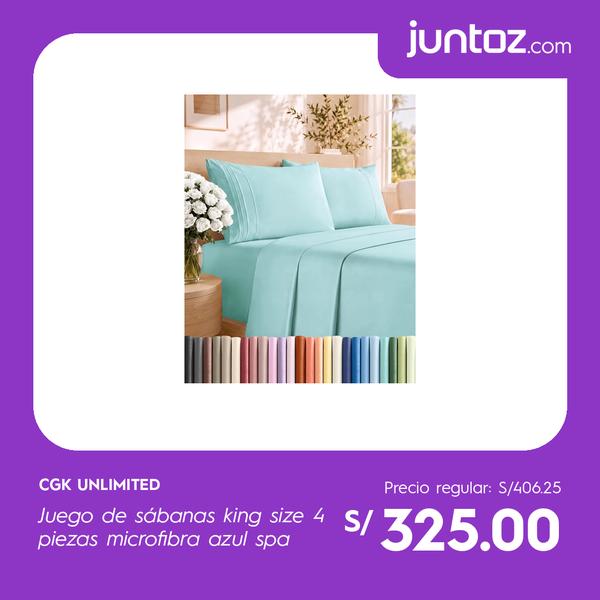 juntoz.com
CGK UNLIMITED
Juego de sábanas king size 4
piezas microfibra azul spa
Precio regular: S/406.25
S/ 325.00